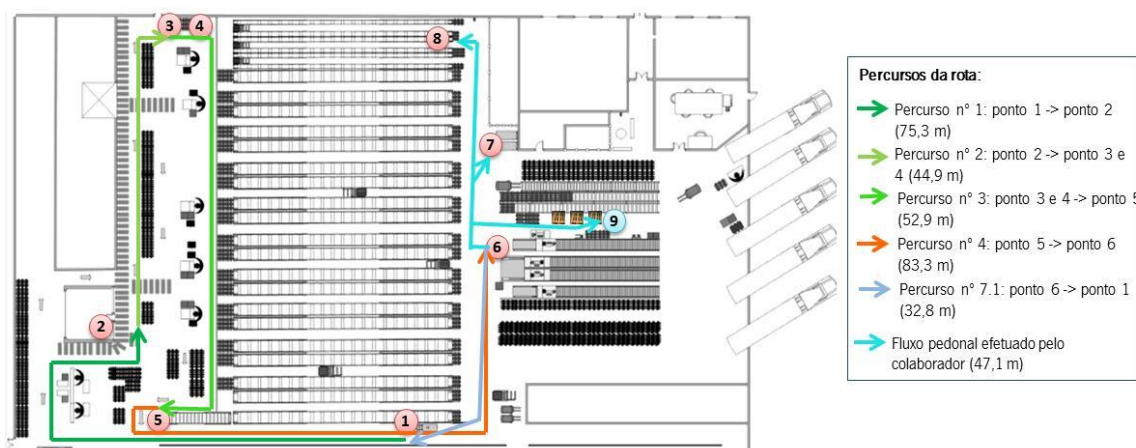 3
4
8
7
9
6
2
5
1
Percursos da rota:
Percurso nº 1: ponto 1 -> ponto 2
(75,3 m)
Percurso nº 2: ponto 2 -> ponto 3 e
4 (44,9 m)
Percurso nº 3: ponto 3 e 4 -> ponto 5
(52,9 m)
Percurso nº 4: ponto 5 -> ponto 6
(83,3 m)
Percurso nº 7.1: ponto 6 -> ponto 1
(32,8 m)
Fluxo pedonal efetuado pelo
colaborador (47,1 m)